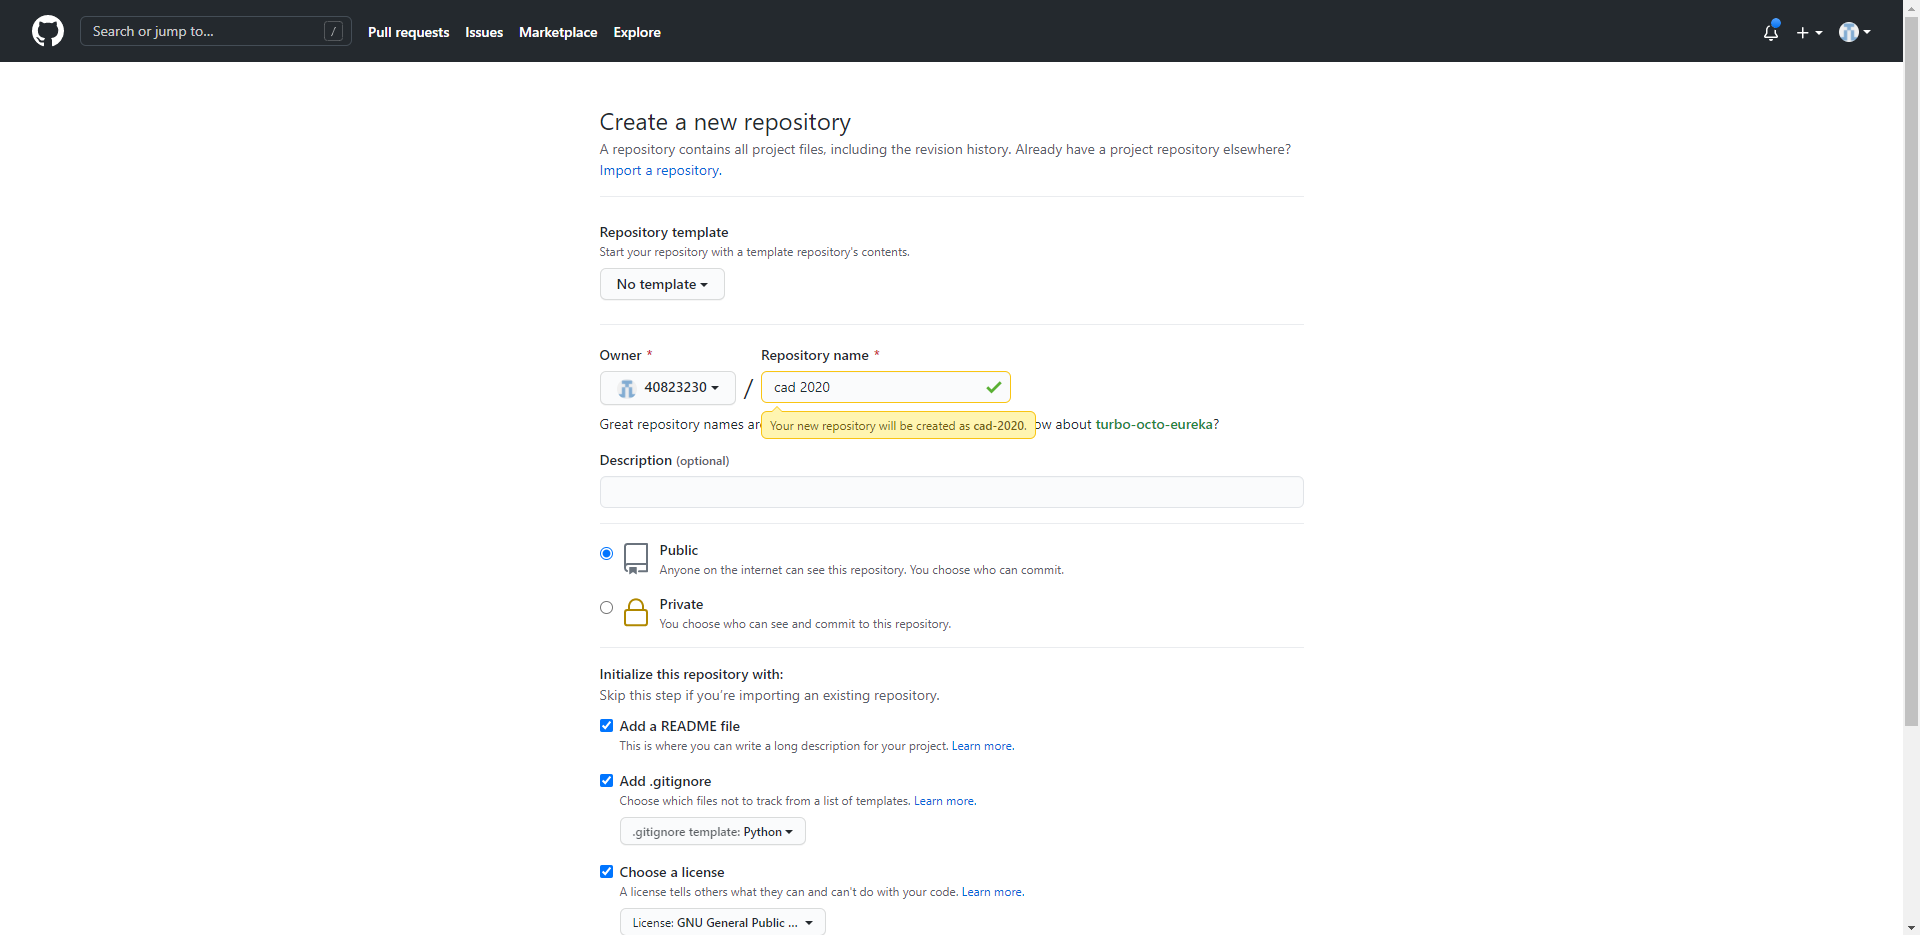 Search or jump to... /
Pull requests Issues Marketplace Explore
Create a new repository
A repository contains all project files, including the revision history. Already have a project repository elsewhere?
Import a repository.
Repository template
Start your repository with a template repository's contents.
No template
Owner * Repository name *
40823230 / cad 2020
Great repository names ar
Your new repository will be created as cad-2020.
ow about turbo-octo-eureka?
Description (optional)
Public
Anyone on the internet can see this repository. You choose who can commit.
Private
You choose who can see and commit to this repository.
Initialize this repository with:
Skip this step if you're importing an existing repository.
Add a README file
This is where you can write a long description for your project. Learn more.
Add .gitignore
Choose which files not to track from a list of templates. Learn more.
.gitignore template: Python
Choose a license
A license tells others what they can and can't do with your code. Learn more.
License: GNU General Public ...